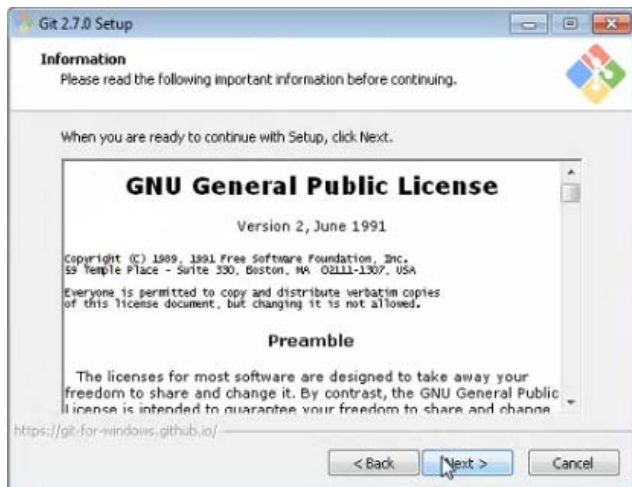 Git 2.7.0 Setup
Information
Please read the following important information before continuing.
When you are ready to continue with Setup, click Next.
GNU General Public License
Version 2, June 1991
Copyright (C) 1989, 1991 Free Software Foundation, Inc.
59 Temple Place - Suite 330, Boston, MA  02111-1307, USA
Everyone is permitted to copy and distribute verbatim copies
of this license document, but changing it is not allowed.
Preamble
The licenses for most software are designed to take away your
freedom to share and change it. By contrast, the GNU General Public
License is intended to guarantee your freedom to share and change
https://git-for-windows.github.io/
< Back
Next >
Cancel